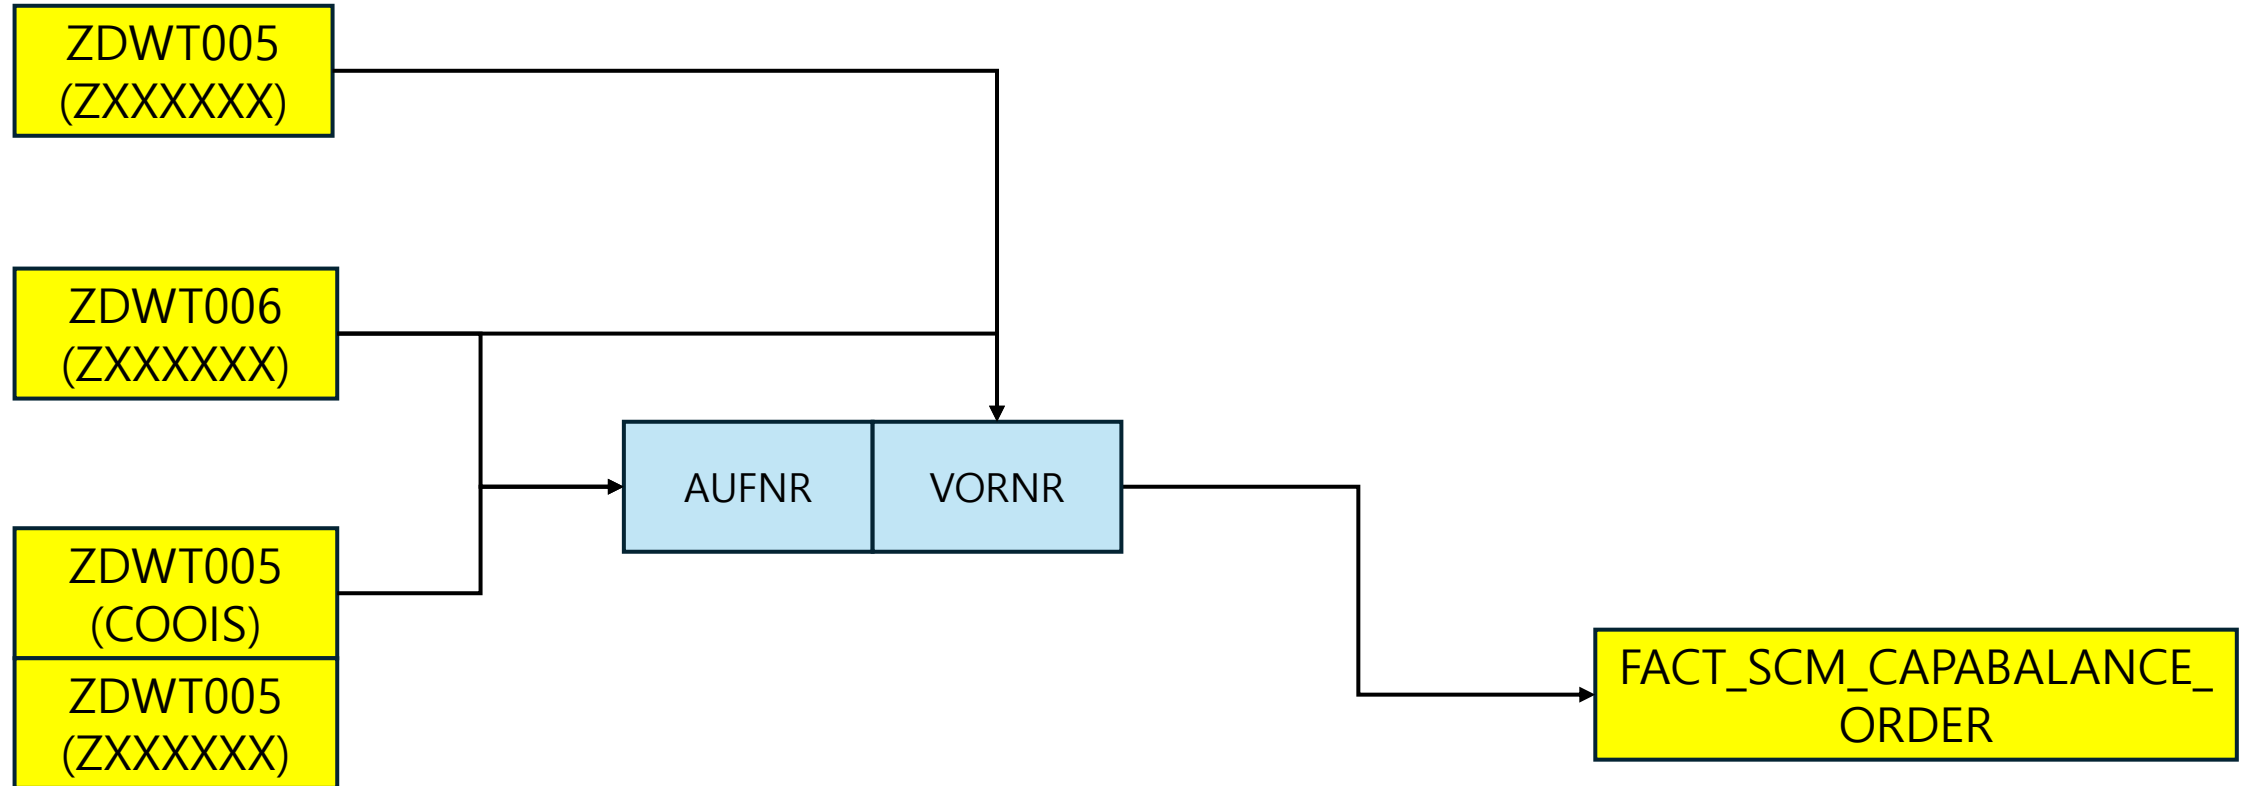 ZDWT005
(ZXXXXXX)
ZDWT006
(ZXXXXXX)
AUFNR
VORNR
ZDWT005
(COOIS)
ZDWT005
(ZXXXXXX)
FACT_SCM_CAPABALANCE_
ORDER